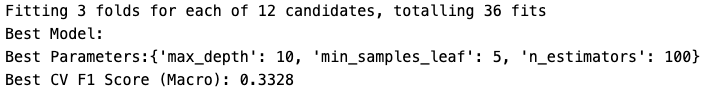 Fitting 3 folds for each of 12 candidates, totalling 36 fits
Best Model:
Best Parameters:{'max_depth': 10, 'min_samples_leaf': 5, 'n_estimators': 100}
Best CV F1 Score (Macro): 0.3328